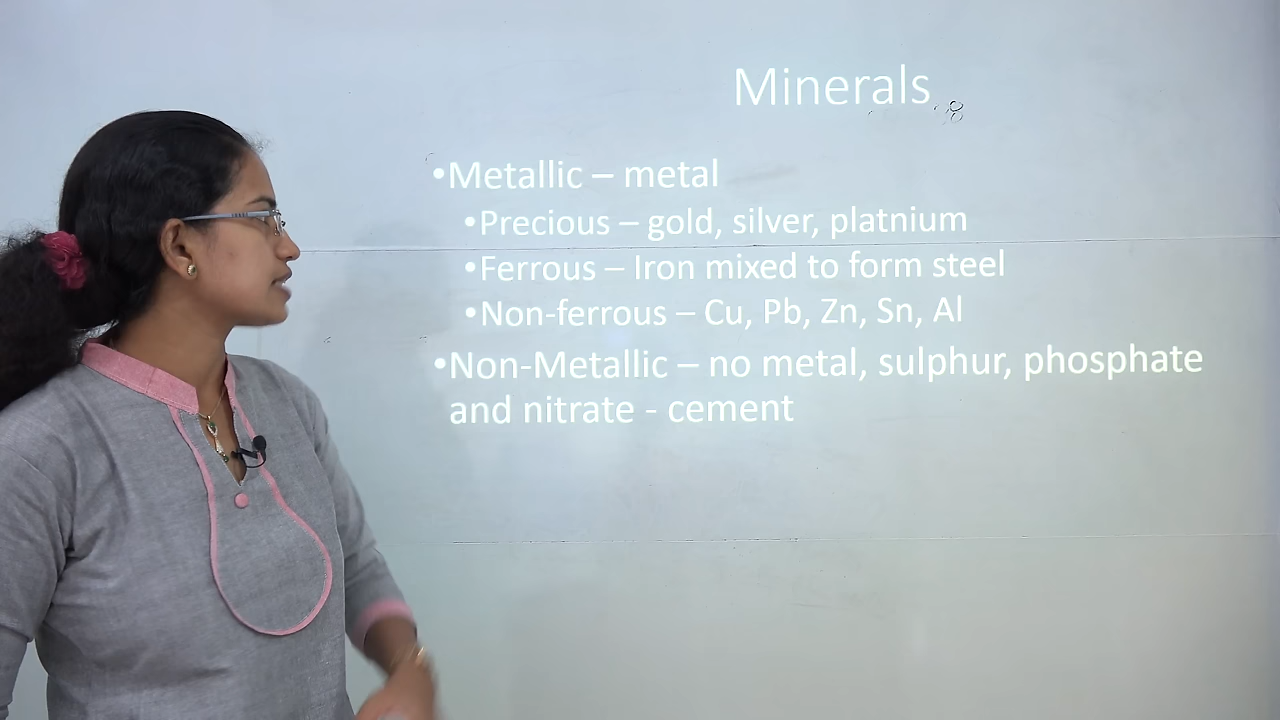 Minerals
•Metallic – metal
•Precious – gold, silver, platnium
•Ferrous – Iron mixed to form steel
•Non-ferrous – Cu, Pb, Zn, Sn, Al
•Non-Metallic – no metal, sulphur, phosphate
and nitrate - cement